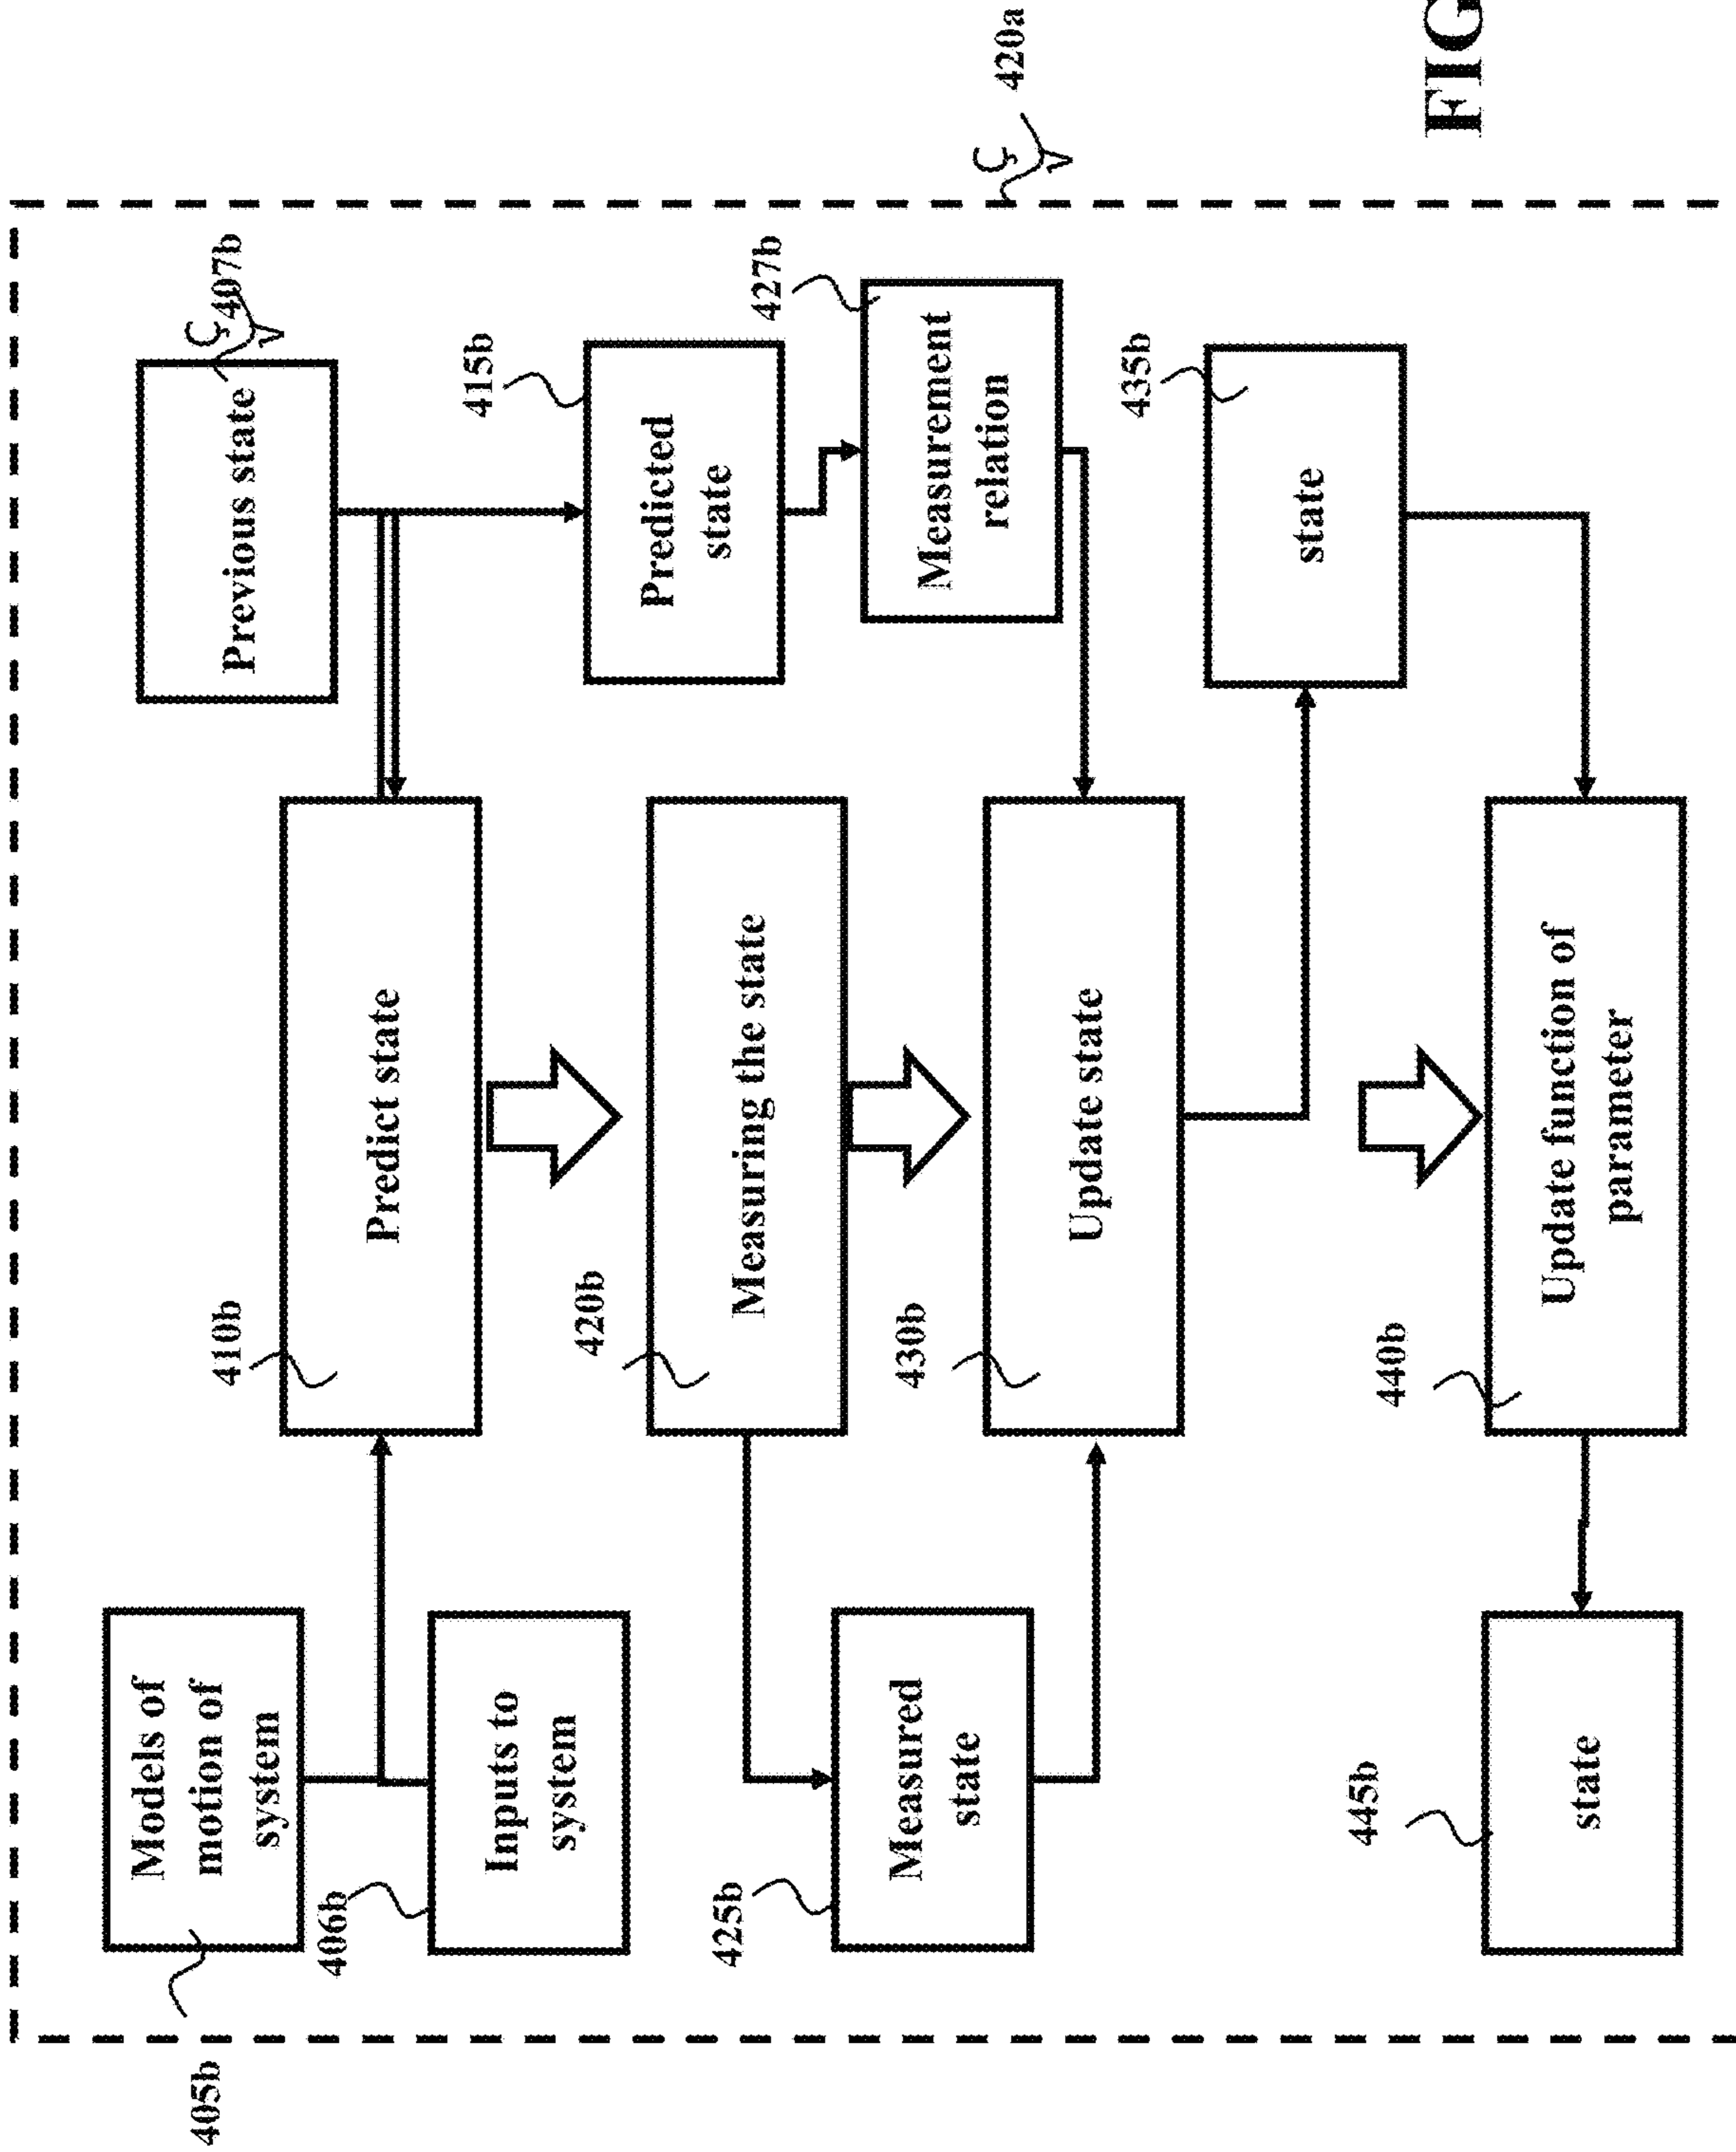 405b
Models of
motion of
system
407b
Previous state
410b
Predict state
406b
Inputs to
system
415b
Predicted
state
420b
Measuring the state
427b
Measurement
relation
425b
Measured
state
430b
Update state
420a
435b
state
440b
Update function of
parameter
445b
state
FIG